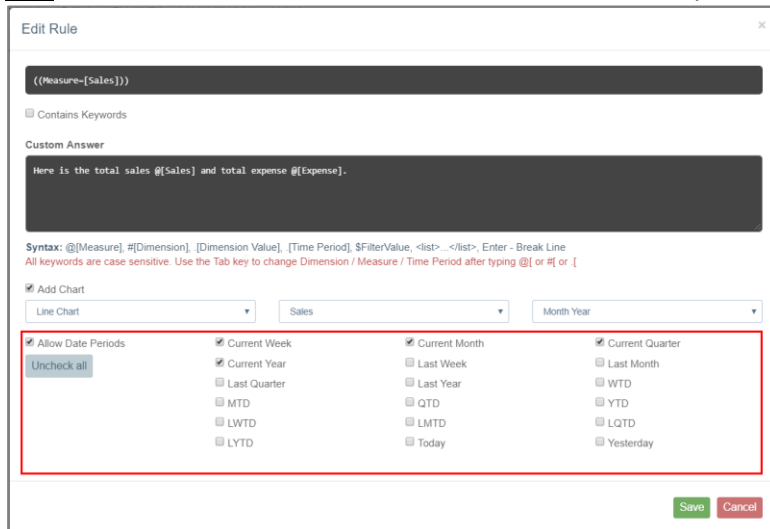 Edit Rule ×
((Measure=[Sales]))
Contains Keywords
Custom Answer
Here is the total sales @[Sales] and total expense @[Expense].
Syntax: @[Measure], #[Dimension], .[Dimension Value], .[Time Period], $FilterValue, <list>...</list>, Enter - Break Line
All keywords are case sensitive. Use the Tab key to change Dimension / Measure / Time Period after typing @[ or #[ or .[
Add Chart
Line Chart Sales Month Year
Allow Date Periods Current Week Current Month Current Quarter
Uncheck all Current Year Last Week Last Month
Last Quarter Last Year WTD
MTD QTD YTD
LWTD LMTD LQTD
LYTD Today Yesterday
Save Cancel